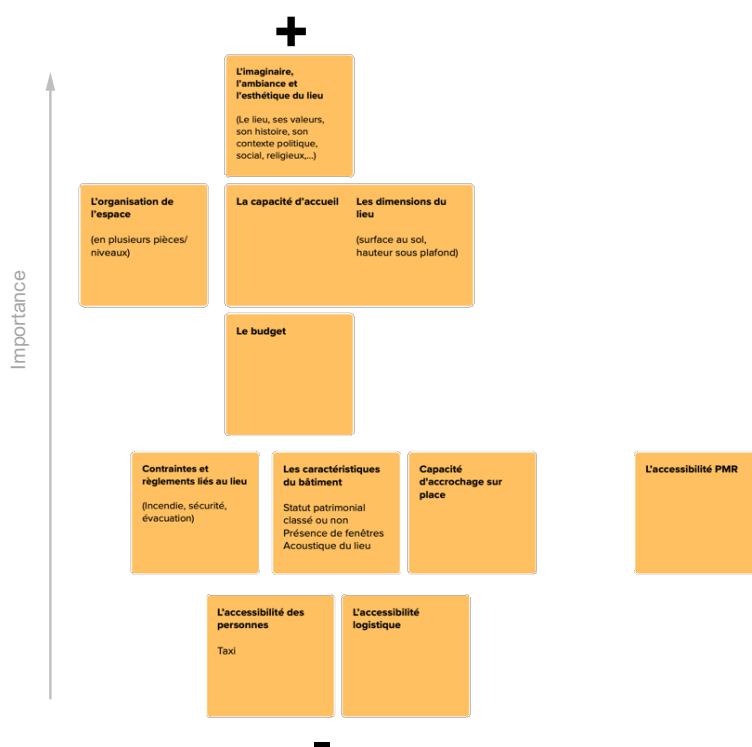 +
L'imaginaire,
l'ambiance et
l'esthétique du lieu
(Le lieu, ses valeurs,
son histoire, son
contexte politique,
social, religieux,...)
L'organisation de
l'espace
(en plusieurs pièces/
niveaux)
La capacité d'accueil
Les dimensions du
lieu
(surface au sol,
hauteur sous plafond)
Importance
Le budget
Contraintes et
règlements liés au lieu
(Incendie, sécurité,
évacuation)
Les caractéristiques
du bâtiment
Statut patrimonial
classé ou non
Présence de fenêtres
Acoustique du lieu
Capacité
d'accrochage sur
place
L'accessibilité PMR
L'accessibilité des
personnes
Taxi
L'accessibilité
logistique
-